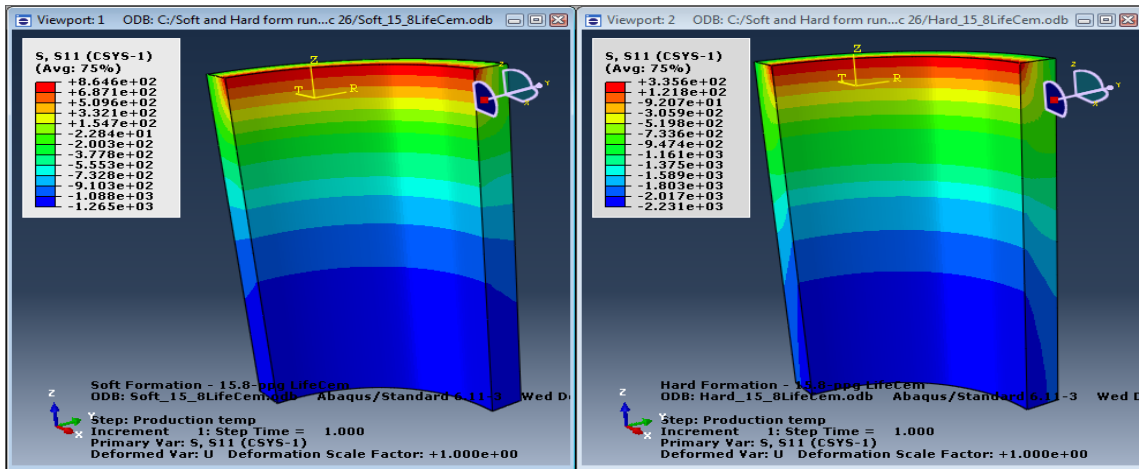 Viewport: 1 ODB: C:/Soft and Hard form run...c 26/Soft_15_8LifeCem.odb
S, S11 (CSYS-1)
(Avg: 75%)
+8.646e+02
+6.871e+02
+5.096e+02
+3.321e+02
+1.547e+02
-2.284e+01
-2.003e+02
-3.778e+02
-5.553e+02
-7.328e+02
-9.103e+02
-1.088e+03
-1.265e+03
Z
T
R
Z
Y
X
Z
Y
X
Soft Formation - 15.8-ppg LifeCem
ODB: Soft_15_8LifeCem.odb Abaqus/Standard 6.11-3 Wed D
Step: Production temp
Increment 1: Step Time = 1.000
Primary Var: S, S11 (CSYS-1)
Deformed Var: U Deformation Scale Factor: +1.000e+00
Viewport: 2 ODB: C:/Soft and Hard form run...c 26/Hard_15_8LifeCem.odb
S, S11 (CSYS-1)
(Avg: 75%)
+3.356e+02
+1.218e+02
-9.207e+01
-3.059e+02
-5.198e+02
-7.336e+02
-9.474e+02
-1.161e+03
-1.375e+03
-1.589e+03
-1.803e+03
-2.017e+03
-2.231e+03
Z
T
R
Z
Y
X
Z
Y
X
Hard Formation - 15.8-ppg LifeCem
ODB: Hard_15_8LifeCem.odb Abaqus/Standard 6.11-3 Wed D
Step: Production temp
Increment 1: Step Time = 1.000
Primary Var: S, S11 (CSYS-1)
Deformed Var: U Deformation Scale Factor: +1.000e+00